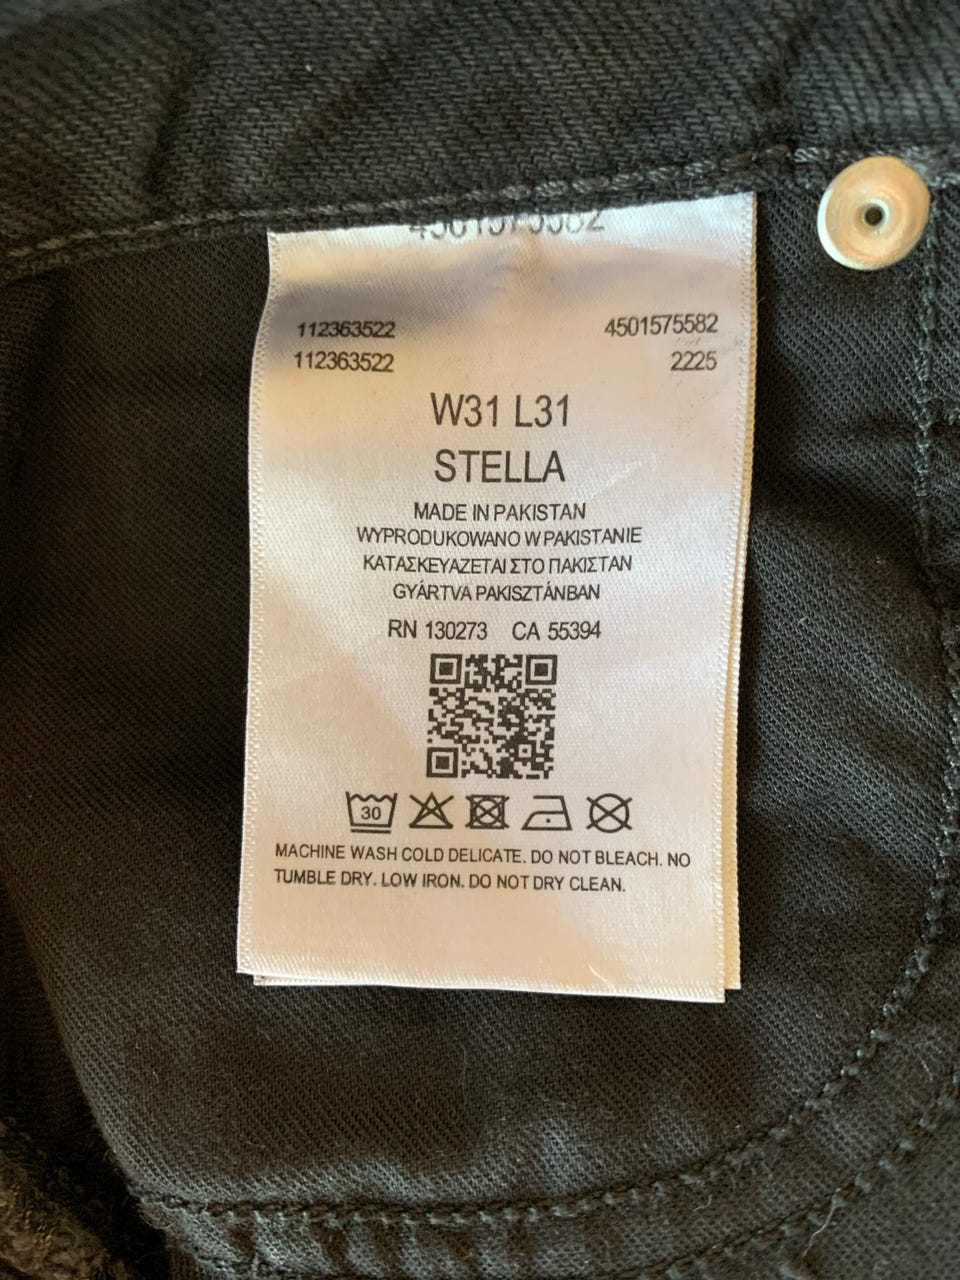 4501575582
112363522 4501575582
112363522 2225
W31 L31
STELLA
MADE IN PAKISTAN
WYPRODUKOWANO W PAKISTANIE
ΚΑΤΑΣΚΕΥΑΖΕΤΑΙ ΣΤΟ ΠΑΚΙΣΤΑΝ
GYÁRTVA PAKISZTÁNBAN
RN 130273 CA 55394
30
MACHINE WASH COLD DELICATE. DO NOT BLEACH. NO
TUMBLE DRY. LOW IRON. DO NOT DRY CLEAN.